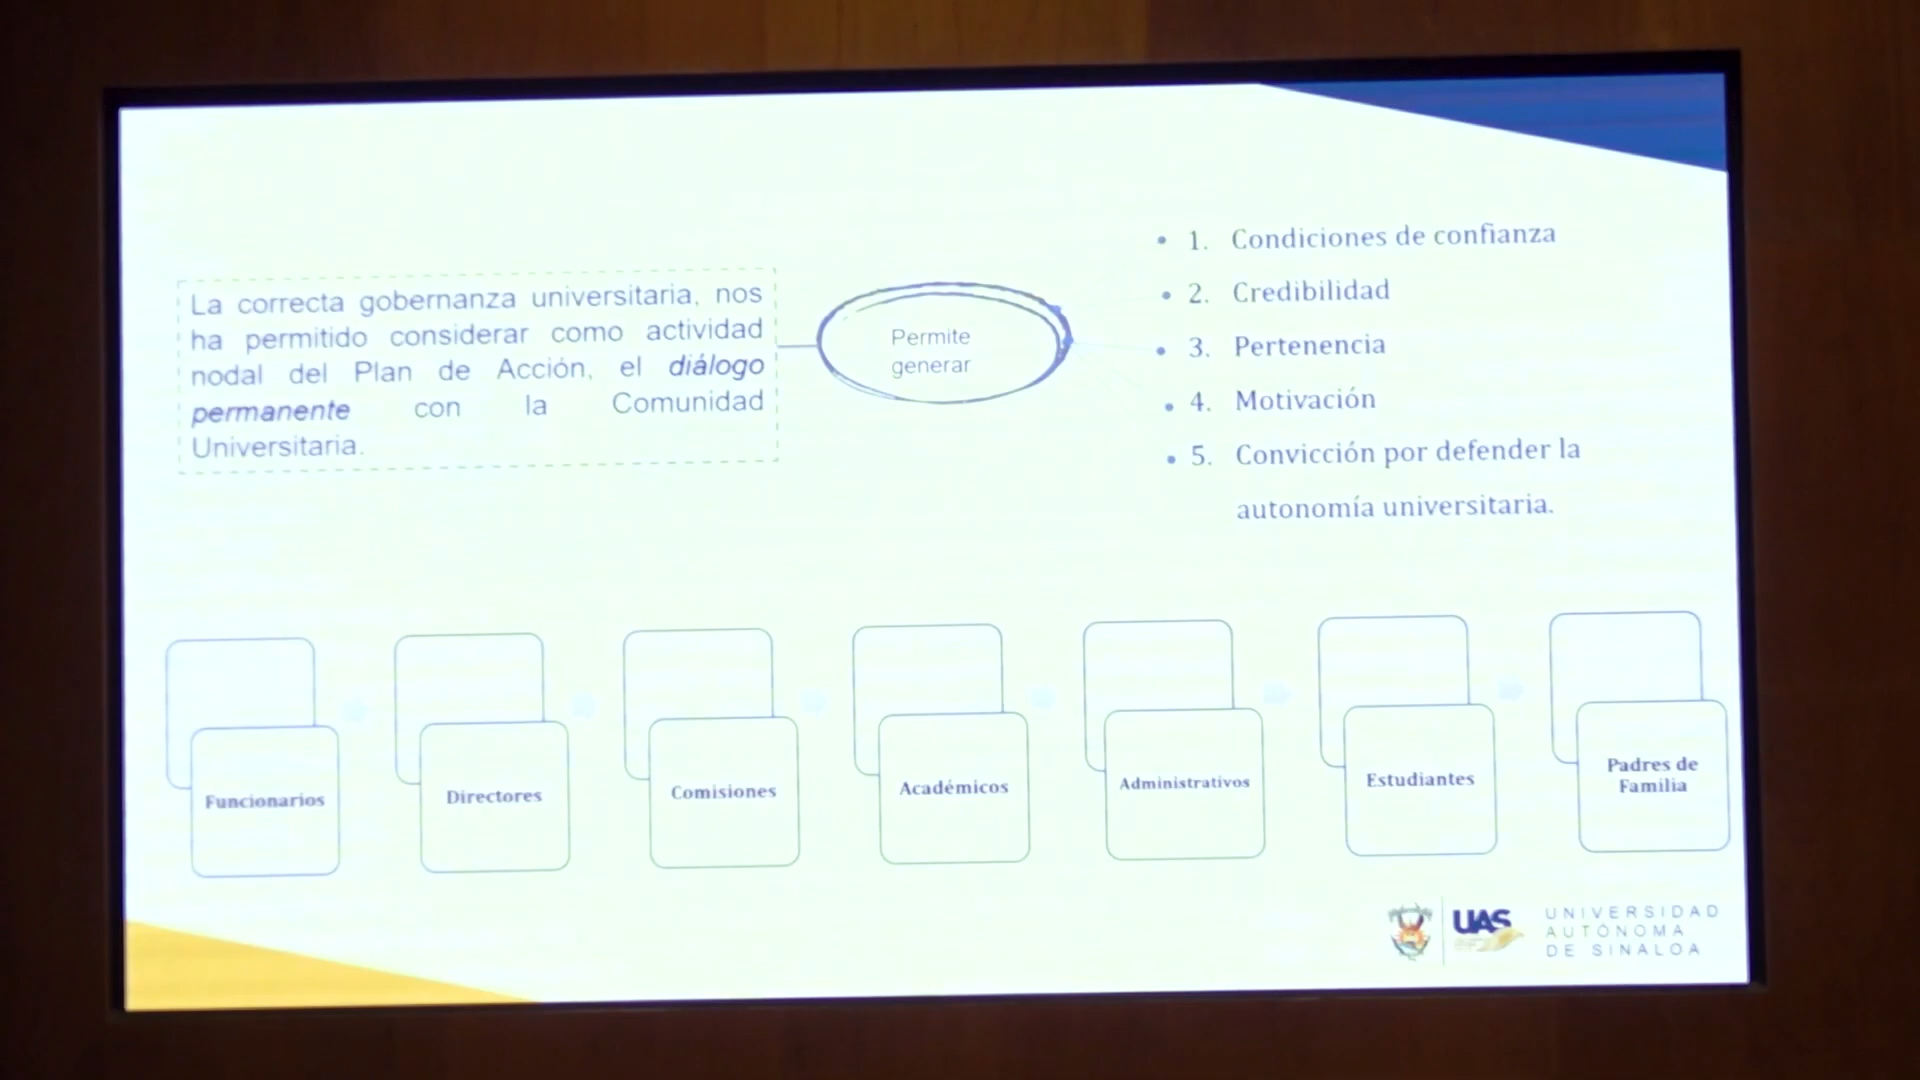 La correcta gobernanza universitaria, nos
ha permitido considerar como actividad
nodal del Plan de Acción, el diálogo
permanente con la Comunidad
Universitaria.
Permite
generar
• 1. Condiciones de confianza
• 2. Credibilidad
• 3. Pertenencia
• 4. Motivación
• 5. Convicción por defender la
autonomía universitaria.
Funcionarios
Directores
Comisiones
Académicos
Administrativos
Estudiantes
Padres de
Familia
UAS
UNIVERSIDAD
AUTÓNOMA
DE SINALOA